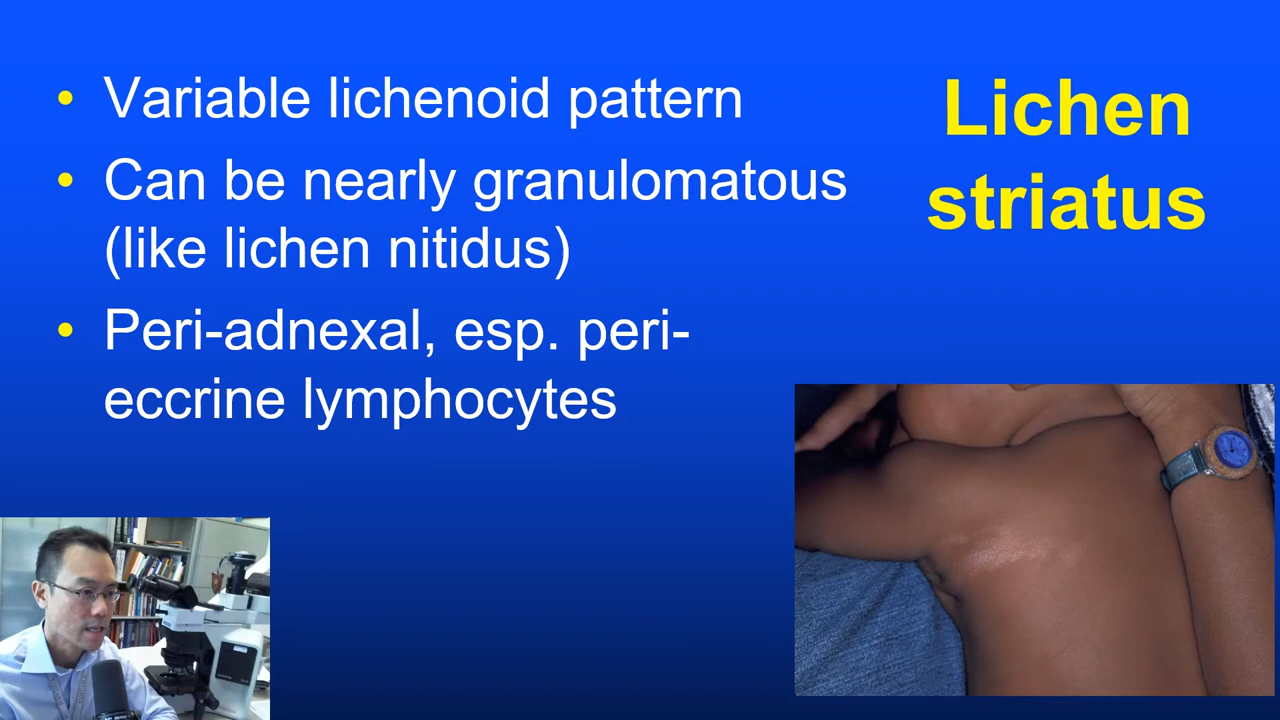 • Variable lichenoid pattern
• Can be nearly granulomatous
(like lichen nitidus)
• Peri-adnexal, esp. peri-
eccrine lymphocytes
Lichen
striatus